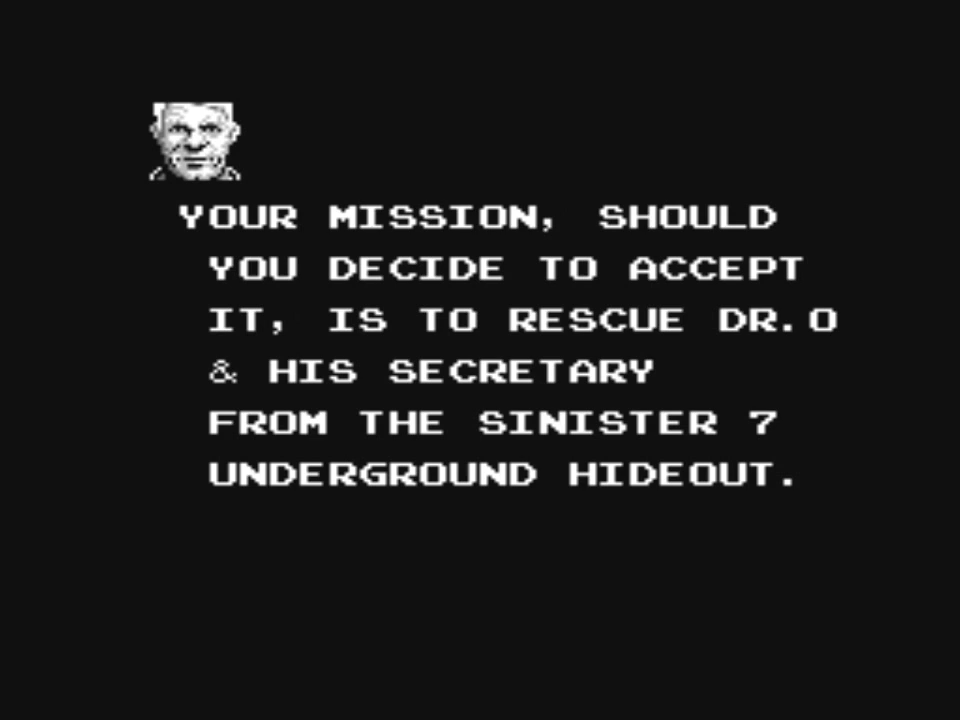 YOUR MISSION, SHOULD
YOU DECIDE TO ACCEPT
IT, IS TO RESCUE DR.O
& HIS SECRETARY
FROM THE SINISTER 7
UNDERGROUND HIDEOUT.